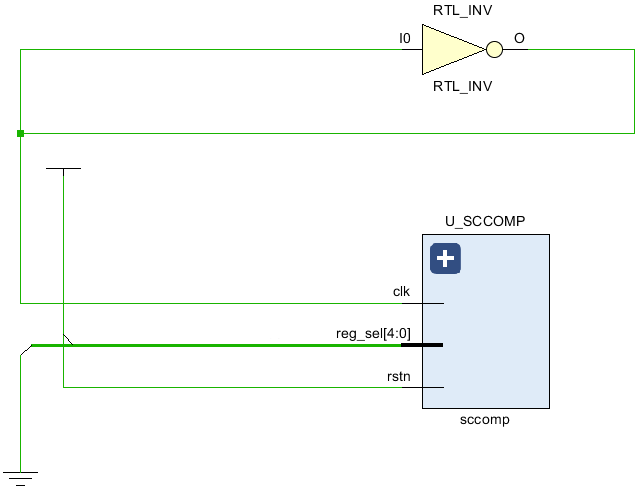 RTL_INV
I0
O
RTL_INV
U_SCCOMP
clk
reg_sel[4:0]
rstn
sccomp